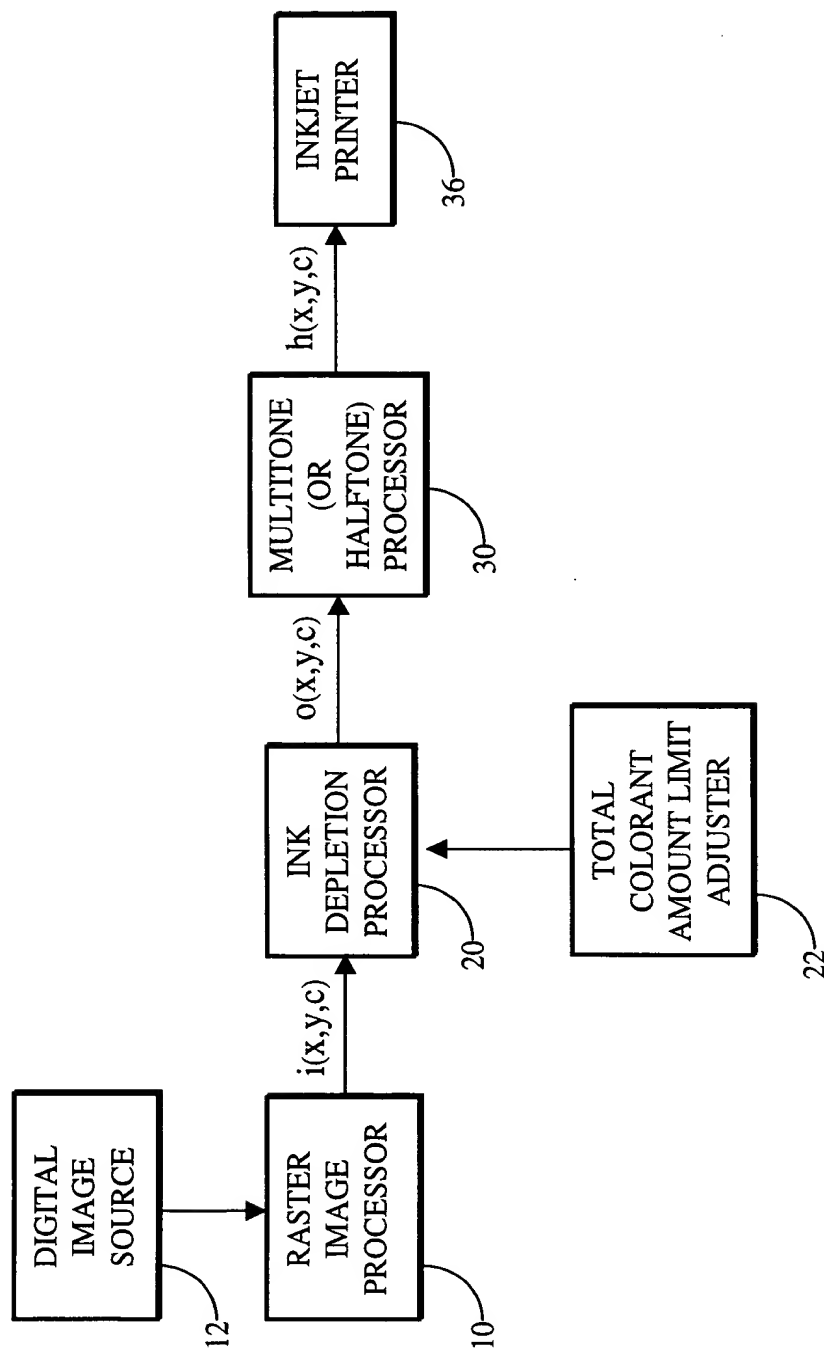 DIGITAL
IMAGE
SOURCE
12
RASTER
IMAGE
PROCESSOR
10
i(x,y,c)
INK
DEPLETION
PROCESSOR
20
TOTAL
COLORANT
AMOUNT LIMIT
ADJUSTER
22
o(x,y,c)
MULTITONE
(OR
HALFTONE)
PROCESSOR
30
h(x,y,c)
INKJET
PRINTER
36